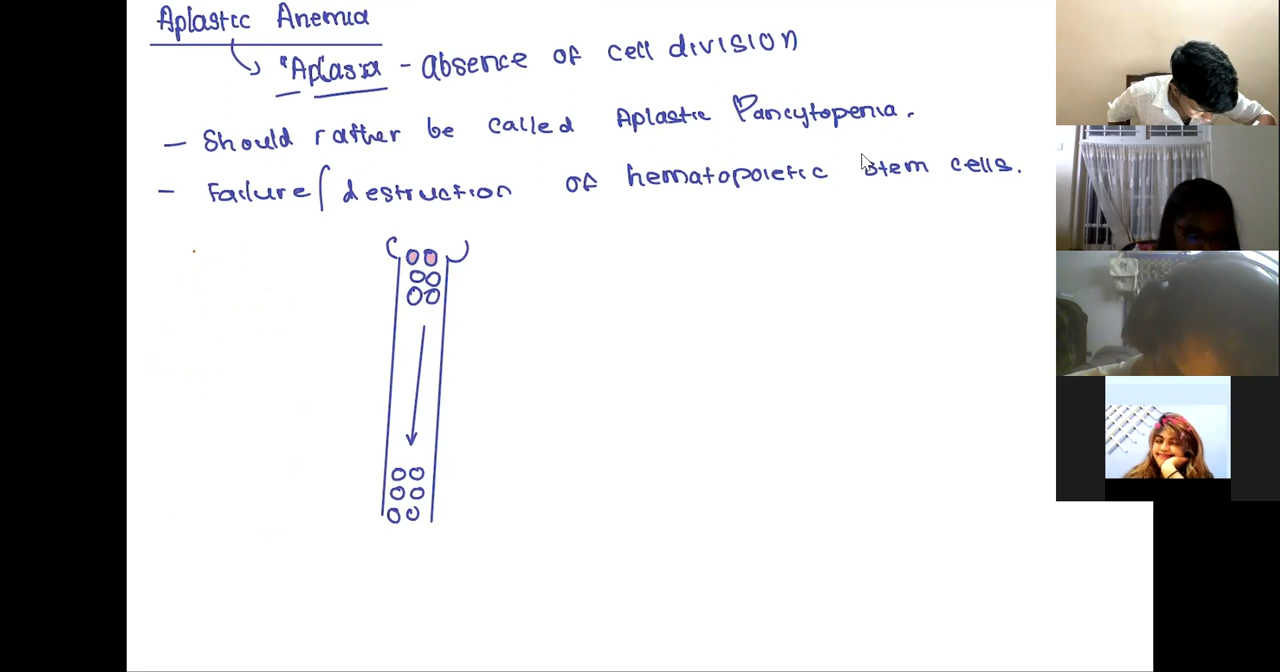 Aplastic Anemia
"Aplasia - absence of cell division
- Should rather be called Aplastic Pancytopenia.
- Failure / destruction of hematopoietic stem cells.